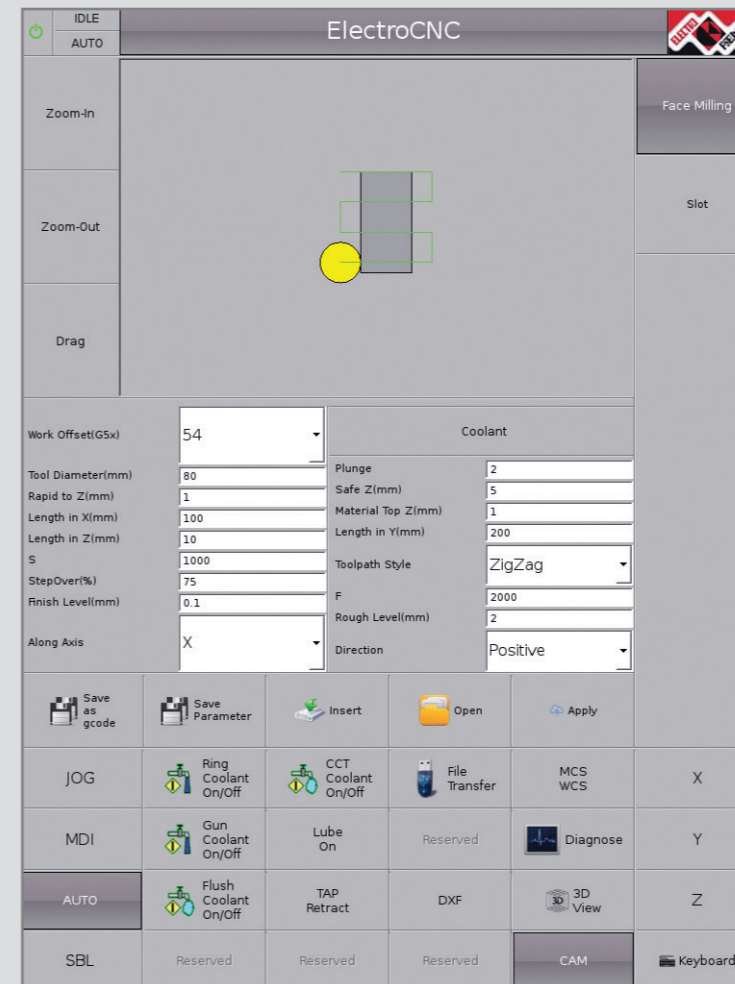 IDLE
AUTO
ElectroCNC
Zoom-In
Zoom-Out
Drag
Face Milling
Slot
Work Offset(G5x)
54
Coolant
Tool Diameter(mm)
80
Rapid to Z(mm)
1
Length in X(mm)
100
Length in Z(mm)
10
S
1000
StepOver(%)
75
Finish Level(mm)
0.1
Along Axis
X
Plunge
2
Safe Z(mm)
5
Material Top Z(mm)
1
Length in Y(mm)
200
Toolpath Style
ZigZag
F
2000
Rough Level(mm)
2
Direction
Positive
Save
as
gcode
Save
Parameter
Insert
Open
Apply
JOG
Ring
Coolant
On/Off
CCT
Coolant
On/Off
File
Transfer
MCS
WCS
X
MDI
Gun
Coolant
On/Off
Lube
On
Reserved
Diagnose
Y
AUTO
Flush
Coolant
On/Off
TAP
Retract
DXF
3D
3D
View
Z
SBL
Reserved
Reserved
Reserved
CAM
Keyboard